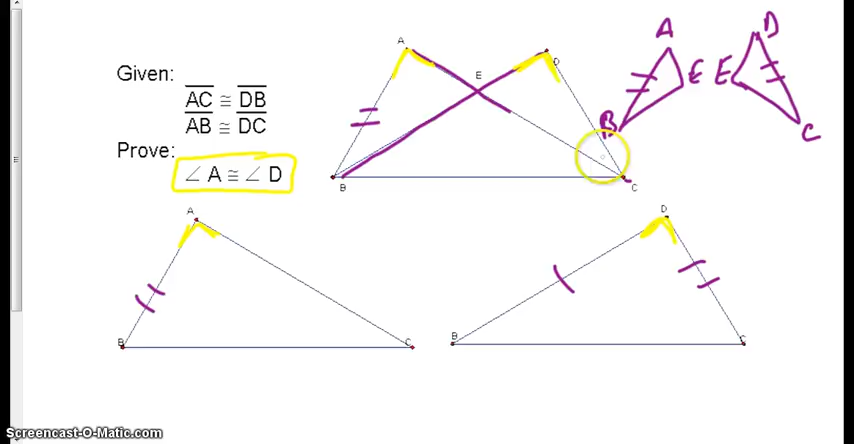 Given:
AC ≅ DB
AB ≅ DC
Prove:
∠ A ≅ ∠ D
A
D
E
B
C
A
E
B
D
E
C
A
B
C
D
B
C
Screencast-O-Matic.com